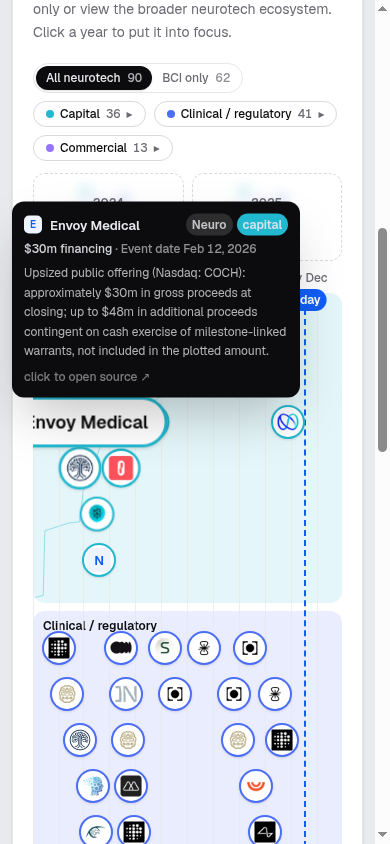 only or view the broader neurotech ecosystem.
Click a year to put it into focus.
All neurotech 90 BCI only 62
Capital 36 ▸ Clinical / regulatory 41 ▸
Commercial 13 ▸
2024 2025
E Envoy Medical Neuro capital
$30m financing · Event date Feb 12, 2026
Upsized public offering (Nasdaq: COCH):
approximately $30m in gross proceeds at
closing; up to $48m in additional proceeds
contingent on cash exercise of milestone-linked
warrants, not included in the plotted amount.
click to open source ↗
Dec
day
Envoy Medical
N
Clinical / regulatory
S
IN